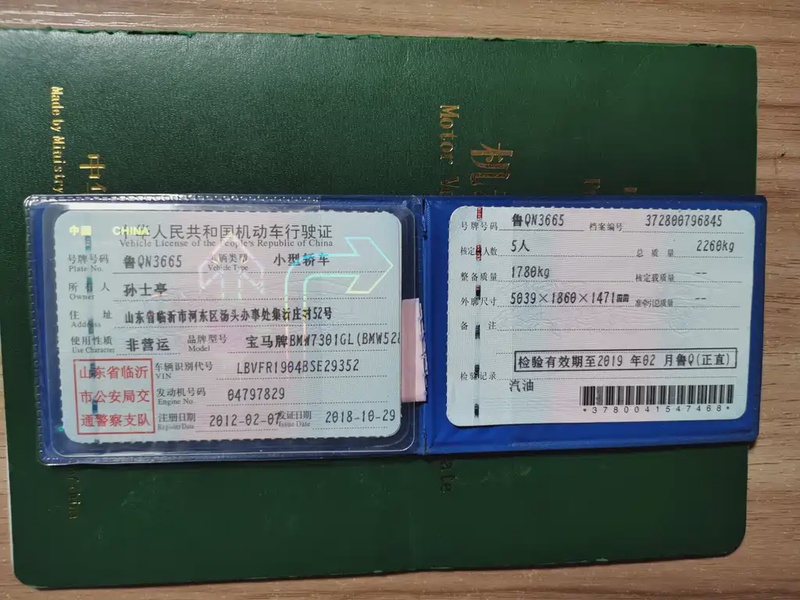 Made by Ministry
Motor
中国 CHINA
人民共和国机动车行驶证
Vehicle License of the People's Republic of China
号牌号码 鲁QN3665 车辆类型 小型轿车
Plate No. Vehicle Type
所有人 孙士亭
Owner
住址 山东省临沂市河东区汤头办事处集沂庄村52号
Address
使用性质 非营运 品牌型号 宝马牌BMW7301GL(BMW528
Use Character Model
山东省临沂
市公安局交
通警察支队
车辆识别代号 LBVFR1904BSE29352
VIN
发动机号码 04797829
Engine No.
注册日期 2012-02-07 发证日期 2018-10-29
Register Date Issue Date
号牌号码 鲁QN3665 档案编号 372800796845
核定载人数 5人 总质量 2260kg
整备质量 1780kg 核定载质量 --
外廓尺寸 5039×1860×1471mm 准牵引总质量 --
备注
检验有效期至2019 年 02 月鲁Q(正直)
检验记录
汽油
*3780041547468*